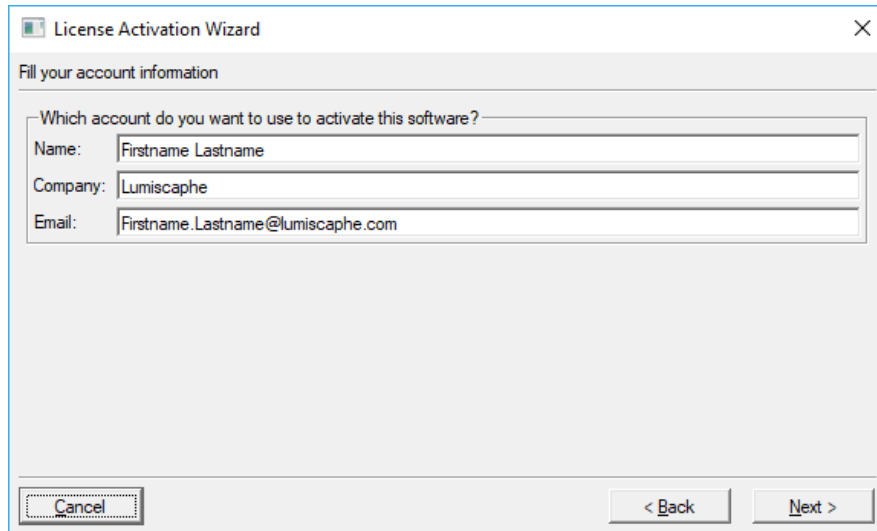 License Activation Wizard
Fill your account information
Which account do you want to use to activate this software?
Name: Firstname Lastname
Company: Lumiscaphe
Email: Firstname.Lastname@lumiscaphe.com
Cancel < Back Next >